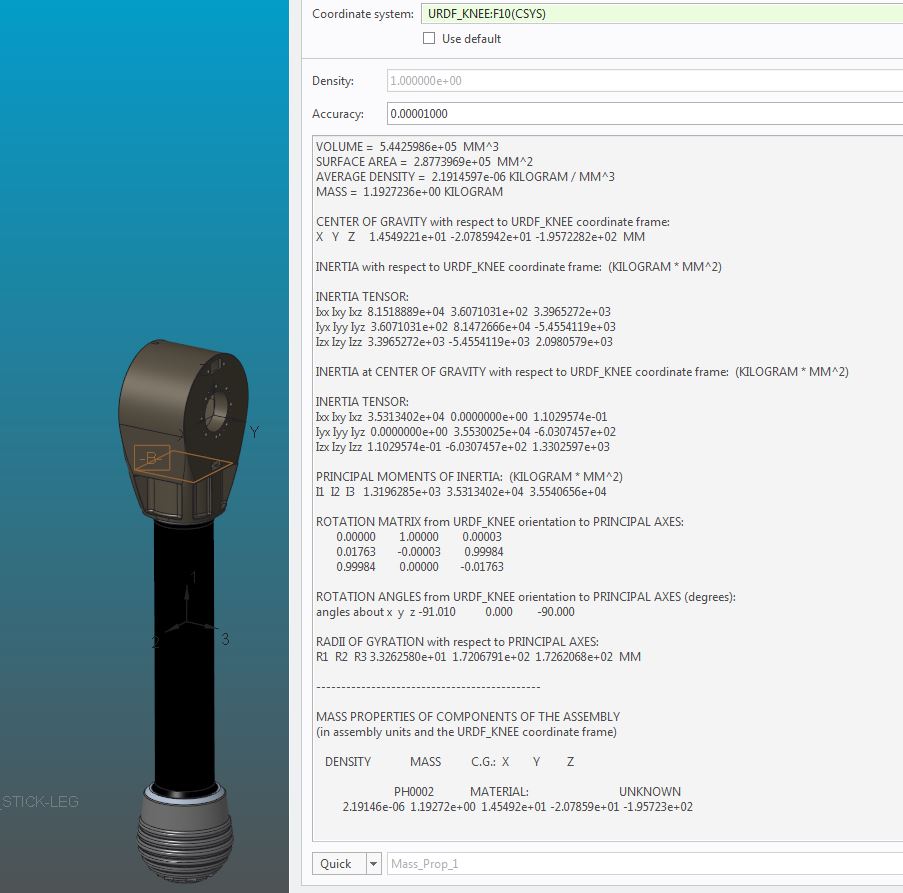 Coordinate system: URDF_KNEE:F10(CSYS)
Use default
Density: 1.000000e+00
Accuracy: 0.00001000
VOLUME = 5.4425986e+05 MM^3
SURFACE AREA = 2.8773969e+05 MM^2
AVERAGE DENSITY = 2.1914597e-06 KILOGRAM / MM^3
MASS = 1.1927236e+00 KILOGRAM
CENTER OF GRAVITY with respect to URDF_KNEE coordinate frame:
X Y Z 1.4549221e+01 -2.0785942e+01 -1.9572282e+02 MM
INERTIA with respect to URDF_KNEE coordinate frame: (KILOGRAM * MM^2)
INERTIA TENSOR:
Ixx Ixy Ixz 8.1518889e+04 3.6071031e+02 3.3965272e+03
Iyx Iyy Iyz 3.6071031e+02 8.1472666e+04 -5.4554119e+03
Izx Izy Izz 3.3965272e+03 -5.4554119e+03 2.0980579e+03
INERTIA at CENTER OF GRAVITY with respect to URDF_KNEE coordinate frame: (KILOGRAM * MM^2)
INERTIA TENSOR:
Ixx Ixy Ixz 3.5313402e+04 0.0000000e+00 1.1029574e-01
Iyx Iyy Iyz 0.0000000e+00 3.5530025e+04 -6.0307457e+02
Izx Izy Izz 1.1029574e-01 -6.0307457e+02 1.3302597e+03
PRINCIPAL MOMENTS OF INERTIA: (KILOGRAM * MM^2)
I1 I2 I3 1.3196285e+03 3.5313402e+04 3.5540656e+04
ROTATION MATRIX from URDF_KNEE orientation to PRINCIPAL AXES:
0.00000 1.00000 0.00003
0.01763 -0.00003 0.99984
0.99984 0.00000 -0.01763
ROTATION ANGLES from URDF_KNEE orientation to PRINCIPAL AXES (degrees):
angles about x y z -91.010 0.000 -90.000
RADII OF GYRATION with respect to PRINCIPAL AXES:
R1 R2 R3 3.3262580e+01 1.7206791e+02 1.7262068e+02 MM
---------------------------------------------
MASS PROPERTIES OF COMPONENTS OF THE ASSEMBLY
(in assembly units and the URDF_KNEE coordinate frame)
DENSITY MASS C.G.: X Y Z
PH0002 MATERIAL: UNKNOWN
2.19146e-06 1.19272e+00 1.45492e+01 -2.07859e+01 -1.95723e+02
Quick Mass_Prop_1
Y
-B-
1
2
3
_STICK-LEG